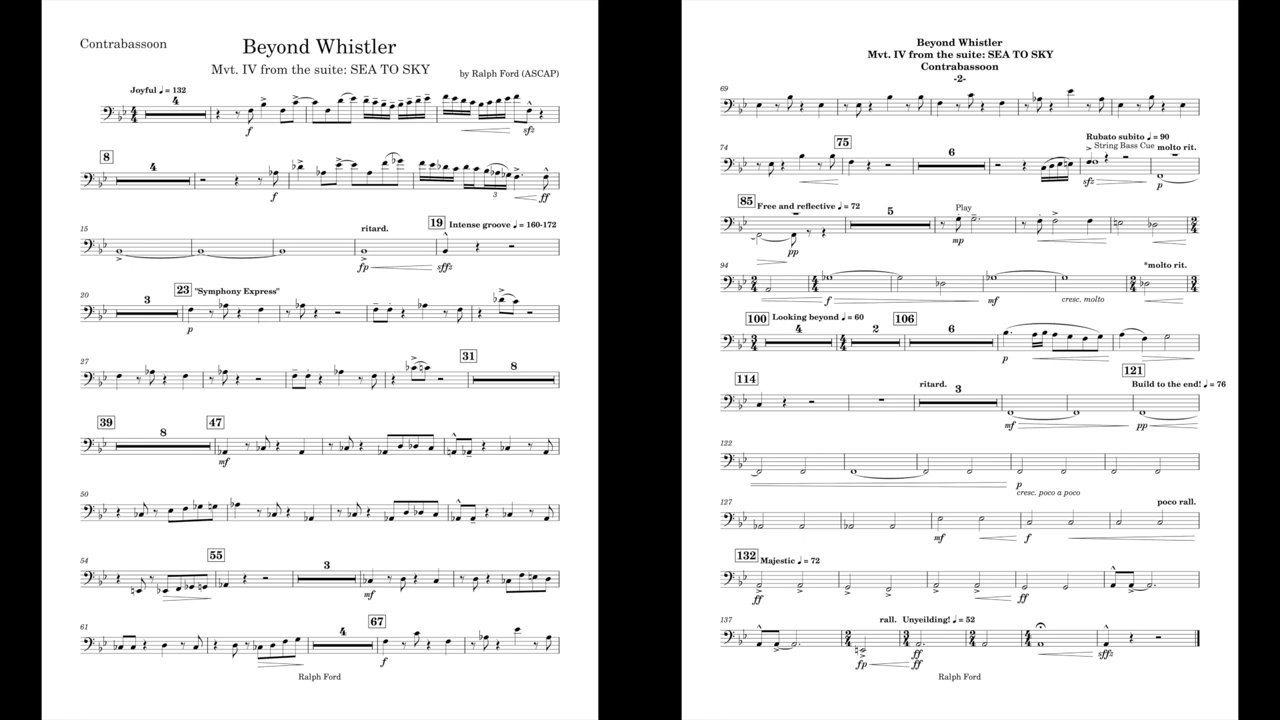 Contrabassoon
Beyond Whistler
Mvt. IV from the suite: SEA TO SKY
by Ralph Ford (ASCAP)
Joyful ♩ = 132
4
f
sfz
8
4
f
3
ff
15
ritard.
19
Intense groove ♩ = 160-172
fp
sffz
20
3
23
"Symphony Express"
p
27
31
8
39
8
47
mf
50
54
55
3
mf
61
4
67
f
Ralph Ford
Beyond Whistler
Mvt. IV from the suite: SEA TO SKY
Contrabassoon
-2-
69
74
75
6
Rubato subito ♩ = 90
String Bass Cue
molto rit.
sfz
p
85
Free and reflective ♩ = 72
5
Play
pp
mp
94
*molto rit.
f
mf
cresc. molto
100
Looking beyond ♩ = 60
4
2
106
6
p
114
ritard.
3
121
Build to the end! ♩ = 76
mf
pp
122
p
cresc. poco a poco
127
poco rall.
mf
f
132
Majestic ♩ = 72
ff
ff
137
rall.
Unyeilding! ♩ = 52
fp
ff
ff
sffz
Ralph Ford